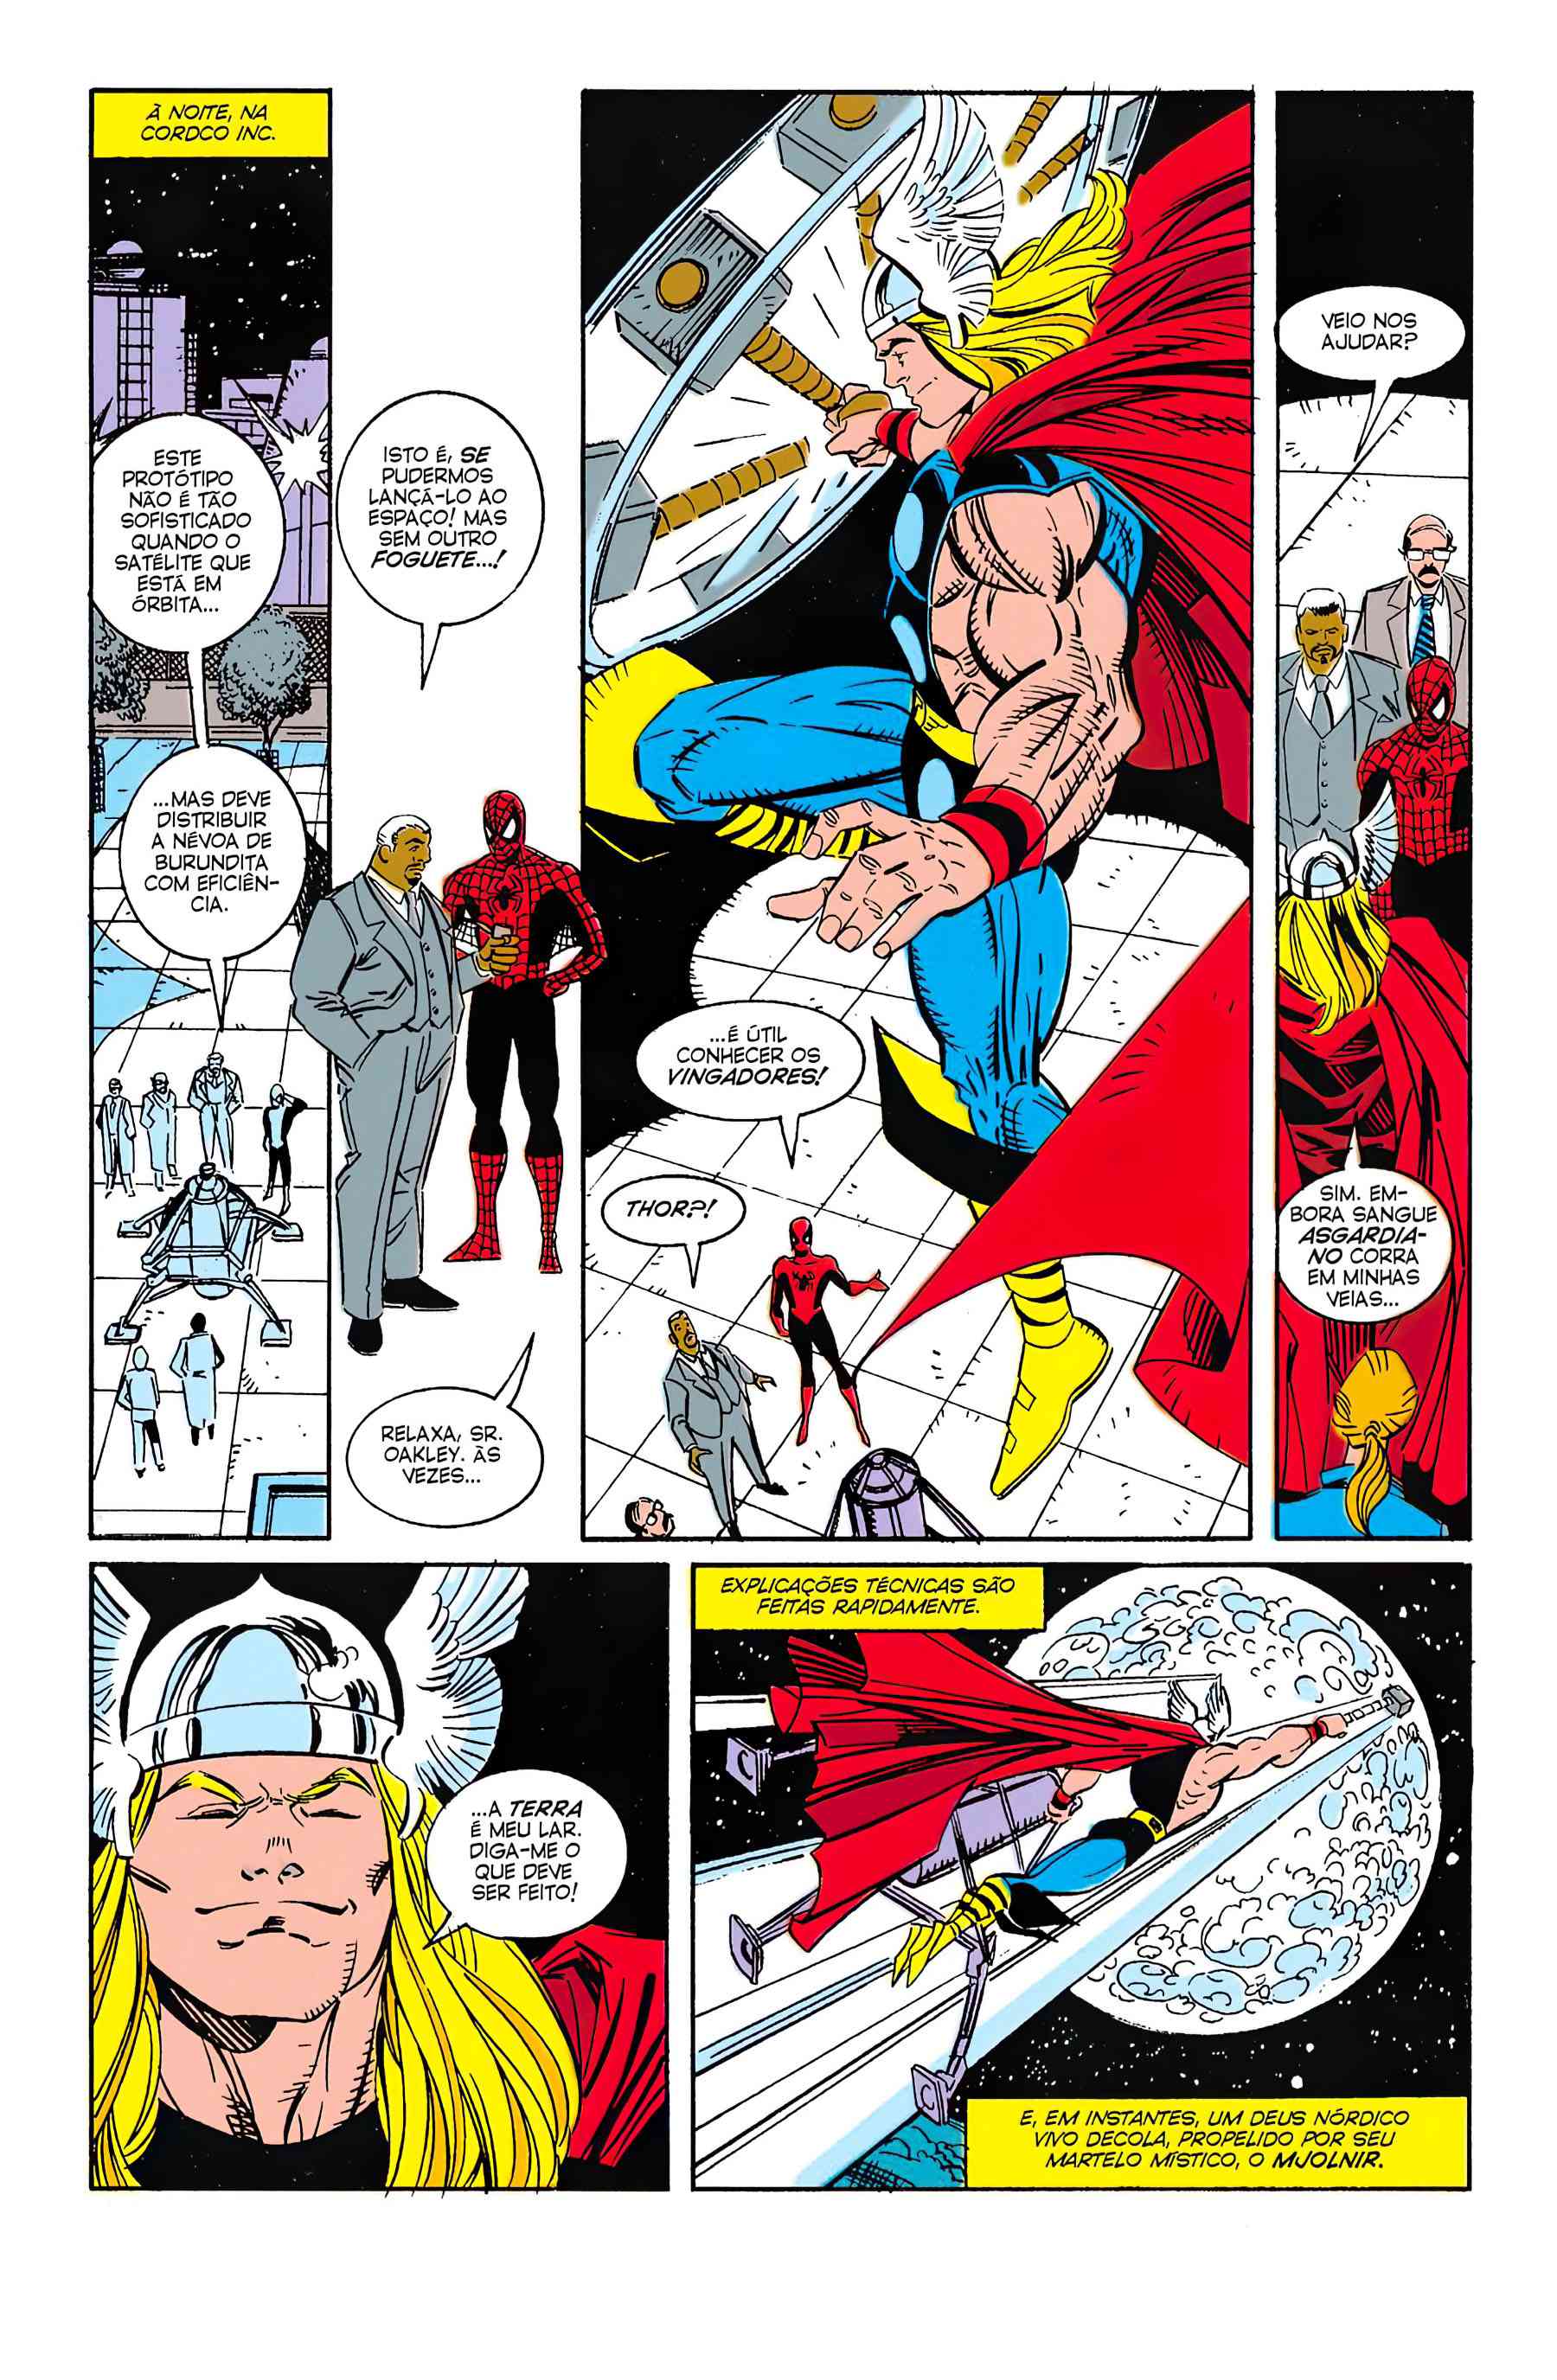 À NOITE, NA
CORDCO INC.
ESTE
PROTÓTIPO
NÃO É TÃO
SOFISTICADO
QUANDO O
SATÉLITE QUE
ESTÁ EM
ÓRBITA...
...MAS DEVE
DISTRIBUIR
A NÉVOA DE
BURUNDITA
COM EFICIÊN-
CIA.
ISTO É, SE
PUDERMOS
LANÇÁ-LO AO
ESPAÇO! MAS
SEM OUTRO
FOGUETE...!
RELAXA, SR.
OAKLEY. ÀS
VEZES...
...É ÚTIL
CONHECER OS
VINGADORES!
THOR?!
VEIO NOS
AJUDAR?
SIM. EM-
BORA SANGUE
ASGARDIA-
NO CORRA
EM MINHAS
VEIAS...
...A TERRA
É MEU LAR.
DIGA-ME O
QUE DEVE
SER FEITO!
EXPLICAÇÕES TÉCNICAS SÃO
FEITAS RAPIDAMENTE.
C
C
E, EM INSTANTES, UM DEUS NÓRDICO
VIVO DECOLA, PROPELIDO POR SEU
MARTELO MÍSTICO, O MJOLNIR.